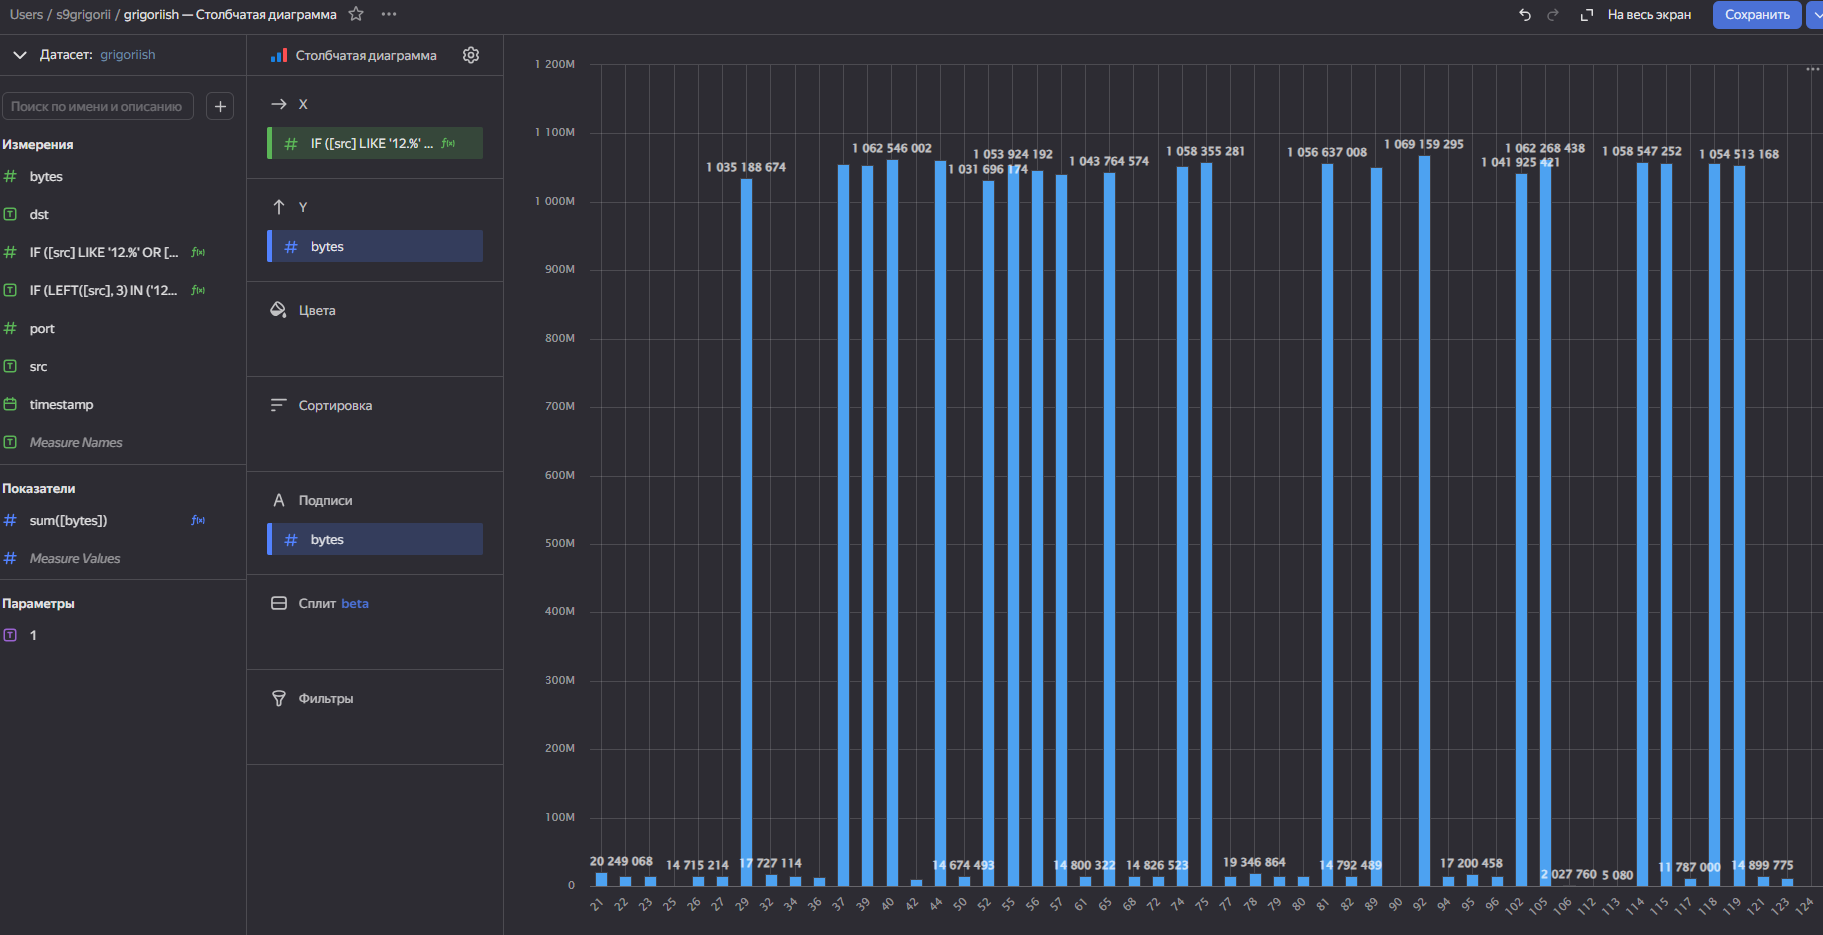 Users / s9grigorii / grigoriish — Столбчатая диаграмма
На весь экран
Сохранить
Датасет: grigoriish
Поиск по имени и описанию
Измерения
bytes
dst
IF ([src] LIKE '12.%' OR [...
IF (LEFT([src], 3) IN ('12...
port
src
timestamp
Measure Names
Показатели
sum([bytes])
Measure Values
Параметры
1
Столбчатая диаграмма
X
IF ([src] LIKE '12.%' ...
Y
bytes
Цвета
Сортировка
Подписи
bytes
Сплит beta
Фильтры
1 200M
1 100M
1 000M
900M
800M
700M
600M
500M
400M
300M
200M
100M
0
1 035 188 674
1 062 546 002
1 031 696 174
1 053 924 192
1 043 764 574
1 058 355 281
1 056 637 008
1 069 159 295
1 041 925 421
1 062 268 438
1 058 547 252
1 054 513 168
20 249 068
14 715 214
17 727 114
14 674 493
14 800 322
14 826 523
19 346 864
14 792 489
17 200 458
2 027 760
5 080
11 787 000
14 899 775
21 22 23 25 26 27 29 32 34 36 37 39 40 42 44 50 52 55 56 57 61 65 68 72 74 75 77 78 79 80 81 82 89 90 92 94 95 96 102 105 106 112 113 114 115 117 118 119 121 123 124